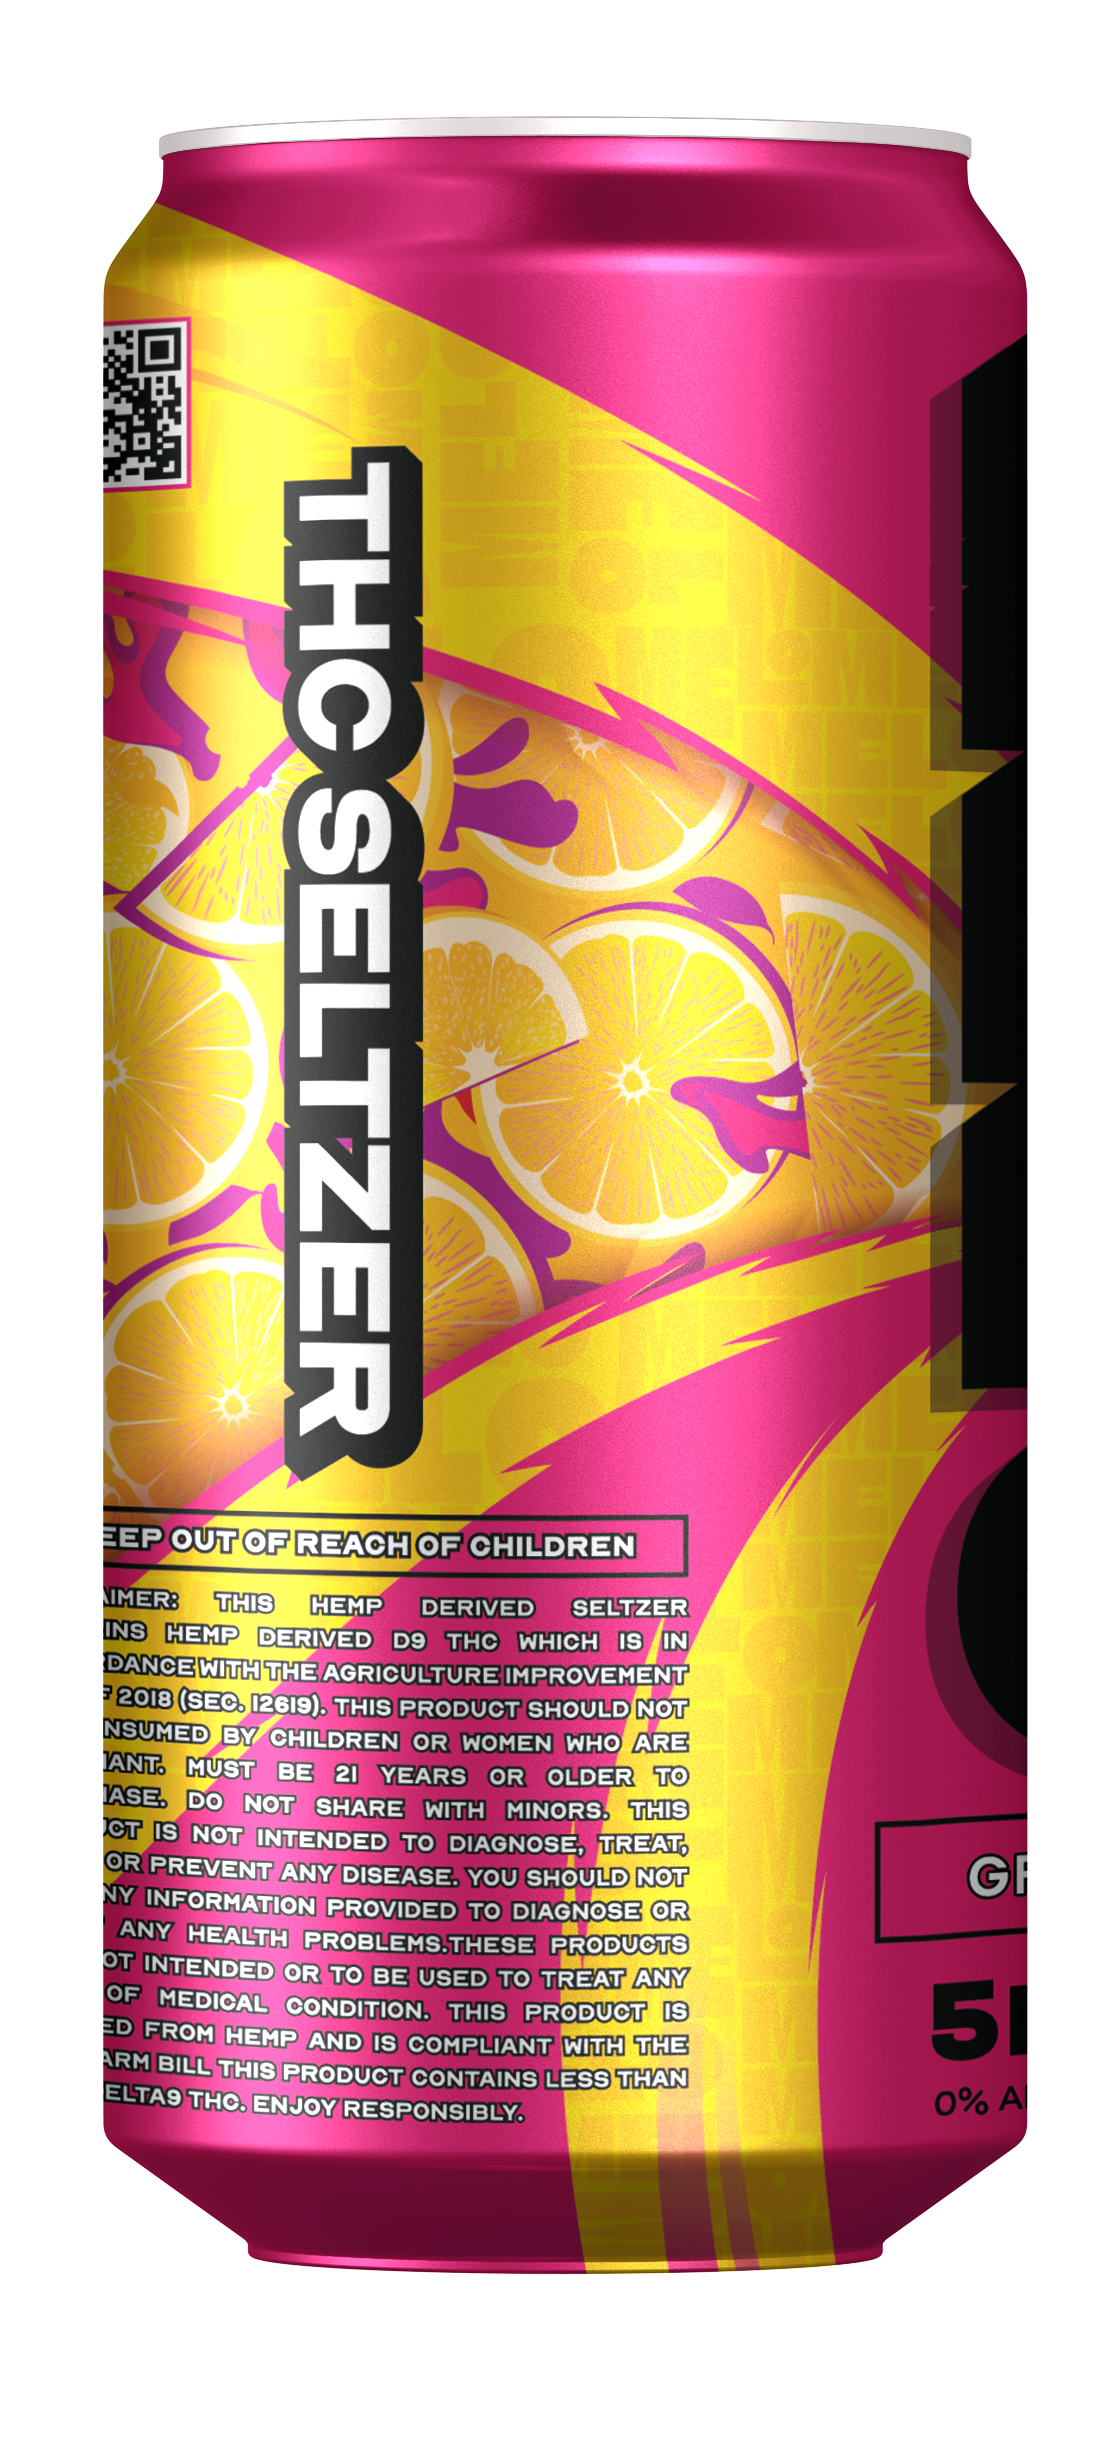 THC SELTZER
EEP OUT OF REACH OF CHILDREN
AIMER: THIS HEMP DERIVED SELTZER
INS HEMP DERIVED D9 THC WHICH IS IN
RDANCE WITH THE AGRICULTURE IMPROVEMENT
F 2018 (SEC. 12619). THIS PRODUCT SHOULD NOT
NSUMED BY CHILDREN OR WOMEN WHO ARE
NANT. MUST BE 21 YEARS OR OLDER TO
HASE. DO NOT SHARE WITH MINORS. THIS
UCT IS NOT INTENDED TO DIAGNOSE, TREAT,
OR PREVENT ANY DISEASE. YOU SHOULD NOT
NY INFORMATION PROVIDED TO DIAGNOSE OR
ANY HEALTH PROBLEMS.THESE PRODUCTS
OT INTENDED OR TO BE USED TO TREAT ANY
OF MEDICAL CONDITION. THIS PRODUCT IS
ED FROM HEMP AND IS COMPLIANT WITH THE
ARM BILL THIS PRODUCT CONTAINS LESS THAN
ELTA9 THC. ENJOY RESPONSIBLY.
GR
5
0% A